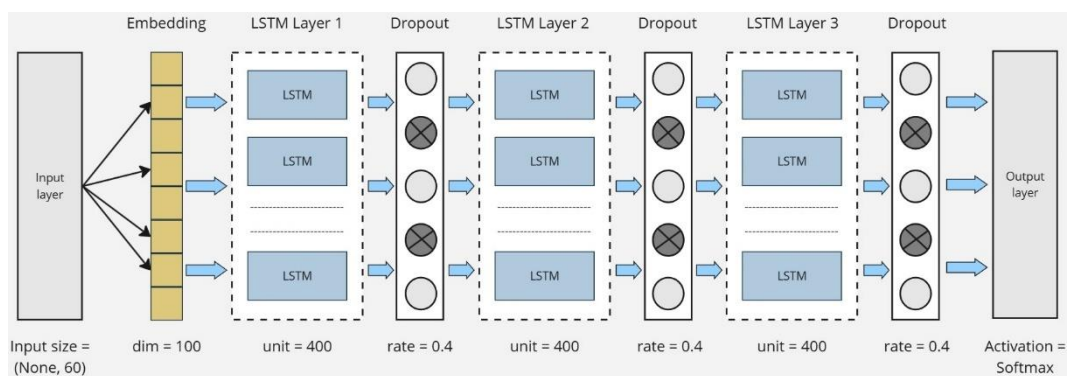 Embedding
LSTM Layer 1
Dropout
LSTM Layer 2
Dropout
LSTM Layer 3
Dropout
Input
layer
LSTM
LSTM
LSTM
LSTM
LSTM
LSTM
LSTM
LSTM
LSTM
Output
layer
Input size =
(None, 60)
dim = 100
unit = 400
rate = 0.4
unit = 400
rate = 0.4
unit = 400
rate = 0.4
Activation =
Softmax